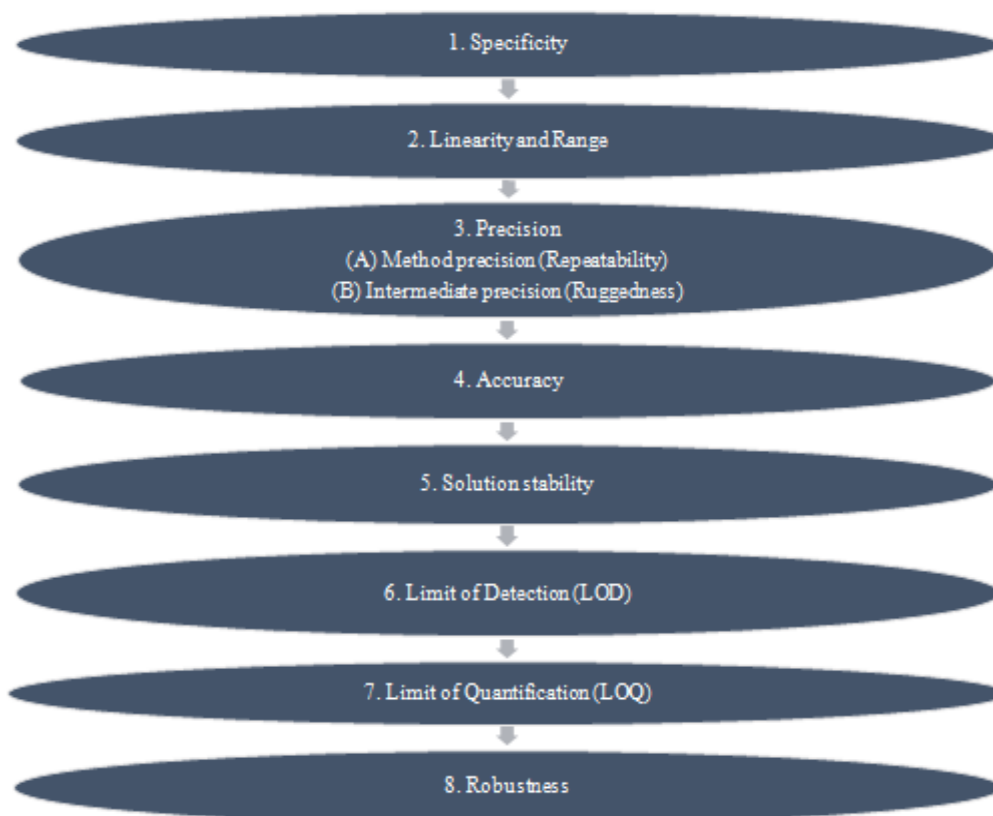 1. Specificity
2. Linearity and Range
3. Precision
(A) Method precision (Repeatability)
(B) Intermediate precision (Ruggedness)
4. Accuracy
5. Solution stability
6. Limit of Detection (LOD)
7. Limit of Quantification (LOQ)
8. Robustness